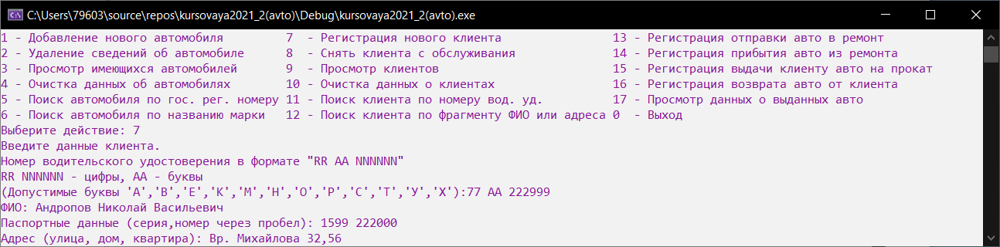 C:\Users\79603\source\repos\kursovaya2021_2(avto)\Debug\kursovaya2021_2(avto).exe
1 - Добавление нового автомобиля 7 - Регистрация нового клиента 13 - Регистрация отправки авто в ремонт
2 - Удаление сведений об автомобиле 8 - Снять клиента с обслуживания 14 - Регистрация прибытия авто из ремонта
3 - Просмотр имеющихся автомобилей 9 - Просмотр клиентов 15 - Регистрация выдачи клиенту авто на прокат
4 - Очистка данных об автомобилях 10 - Очистка данных о клиентах 16 - Регистрация возврата авто от клиента
5 - Поиск автомобиля по гос. рег. номеру 11 - Поиск клиента по номеру вод. уд. 17 - Просмотр данных о выданных авто
6 - Поиск автомобиля по названию марки 12 - Поиск клиента по фрагменту ФИО или адреса 0 - Выход
Выберите действие: 7
Введите данные клиента.
Номер водительского удостоверения в формате "RR AA NNNNNN"
RR NNNNNN - цифры, AA - буквы
(Допустимые буквы 'А','В','Е','К','М','Н','О','Р','С','Т','У','Х'):77 АА 222999
ФИО: Андропов Николай Васильевич
Паспортные данные (серия,номер через пробел): 1599 222000
Адрес (улица, дом, квартира): Вр. Михайлова 32,56